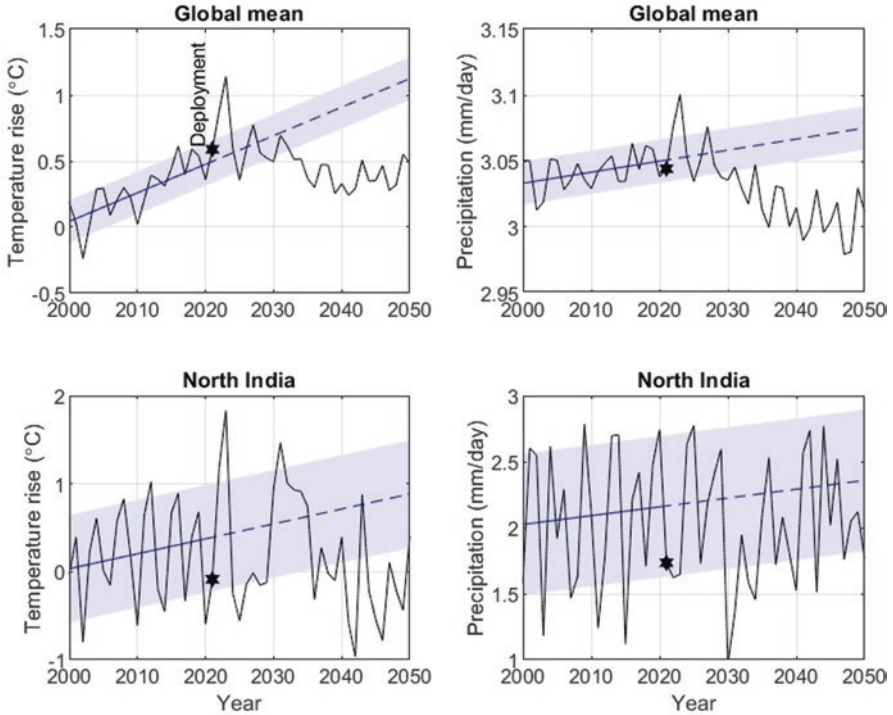 Global mean
Temperature rise (°C)
1.5
1
0.5
0
-0.5
Deployment
2000 2010 2020 2030 2040 2050
Global mean
Precipitation (mm/day)
3.15
3.1
3.05
3
2.95
2000 2010 2020 2030 2040 2050
North India
Temperature rise (°C)
2
1
0
-1
2000 2010 2020 2030 2040 2050
Year
North India
Precipitation (mm/day)
3
2.5
2
1.5
1
2000 2010 2020 2030 2040 2050
Year